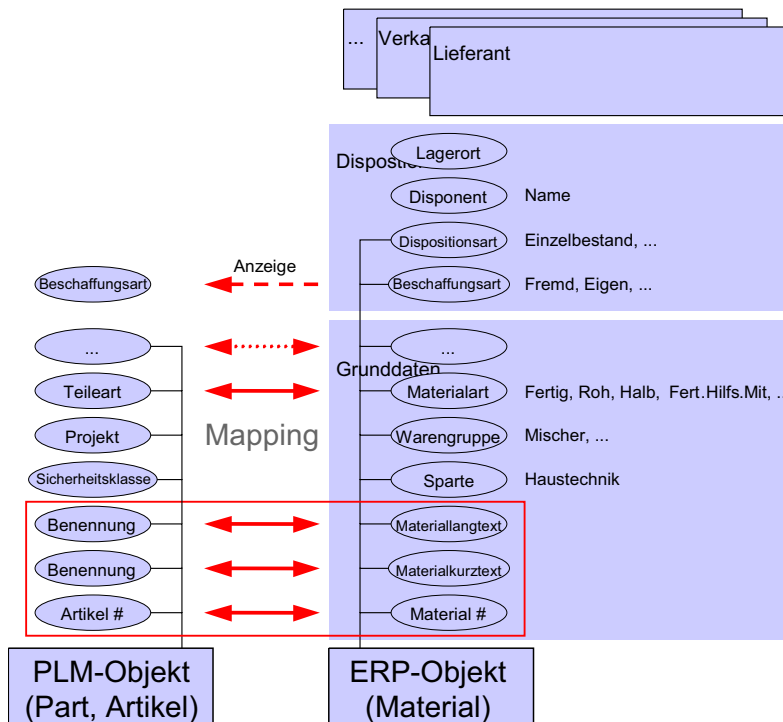 ... Verka
Lieferant
Dispostion
Lagerort
Disponent Name
Dispositionsart Einzelbestand, ...
Anzeige
Beschaffungsart Beschaffungsart Fremd, Eigen, ...
... ...
Grunddaten
Teileart Materialart Fertig, Roh, Halb, Fert.Hilfs.Mit, ..
Mapping
Projekt Warengruppe Mischer, ...
Sicherheitsklasse Sparte Haustechnik
Benennung Materiallangtext
Benennung Materialkurztext
Artikel # Material #
PLM-Objekt ERP-Objekt
(Part, Artikel) (Material)